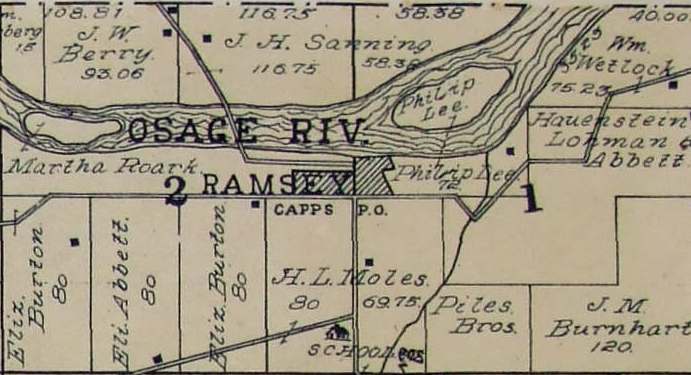 108.81
116.75
58.38
40.00
m.
berg
15
J. W.
Berry.
93.06
J. H. Sanning.
116.75
58.38
Wm.
Wetlock
75.23
Philip
Lee.
OSAGE RIV.
Hauenstein
Lohman &
Abbett
Martha Roark.
2
RAMSEY
Philip Lee
72.
1
CAPPS P.O.
Eliz.
Burton
80
Eli. Abbett.
80
Eliz. Burton
80
H. L. Moles.
80
69.75
Piles
Bros.
J. M.
Burnhart
120.
SCHOOL